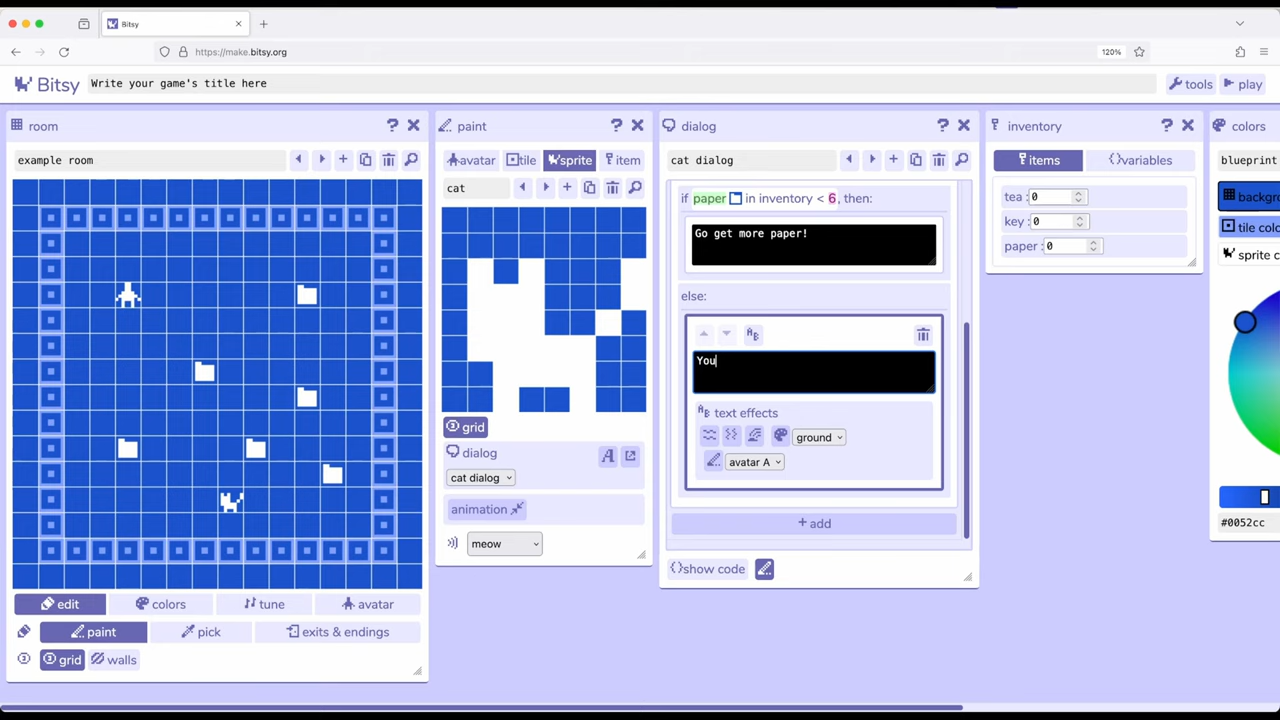 Bitsy
https://make.bitsy.org
120%
Bitsy
Write your game's title here
tools
play
room
example room
edit
colors
tune
avatar
paint
pick
exits & endings
grid
walls
paint
avatar
tile
sprite
item
cat
grid
dialog
cat dialog
animation
meow
dialog
cat dialog
if paper in inventory < 6, then:
Go get more paper!
else:
You
text effects
ground
avatar A
+ add
show code
inventory
items
variables
tea : 0
key : 0
paper : 0
colors
blueprint
backgro
tile colo
sprite c
#0052cc